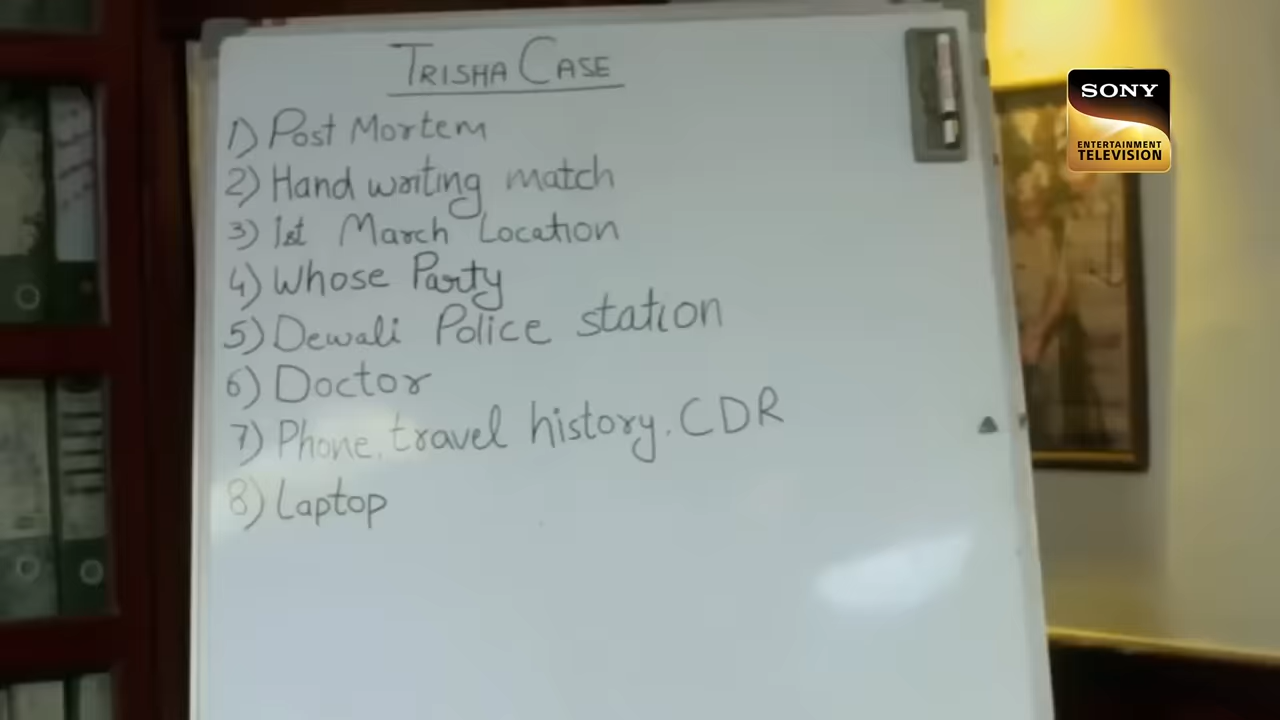 TRISHA CASE
1) Post Mortem
2) Hand writing match
3) 1st March Location
4) Whose Party
5) Dewali Police station
6) Doctor
7) Phone, travel history. CDR
8) Laptop
SONY
ENTERTAINMENT
TELEVISION